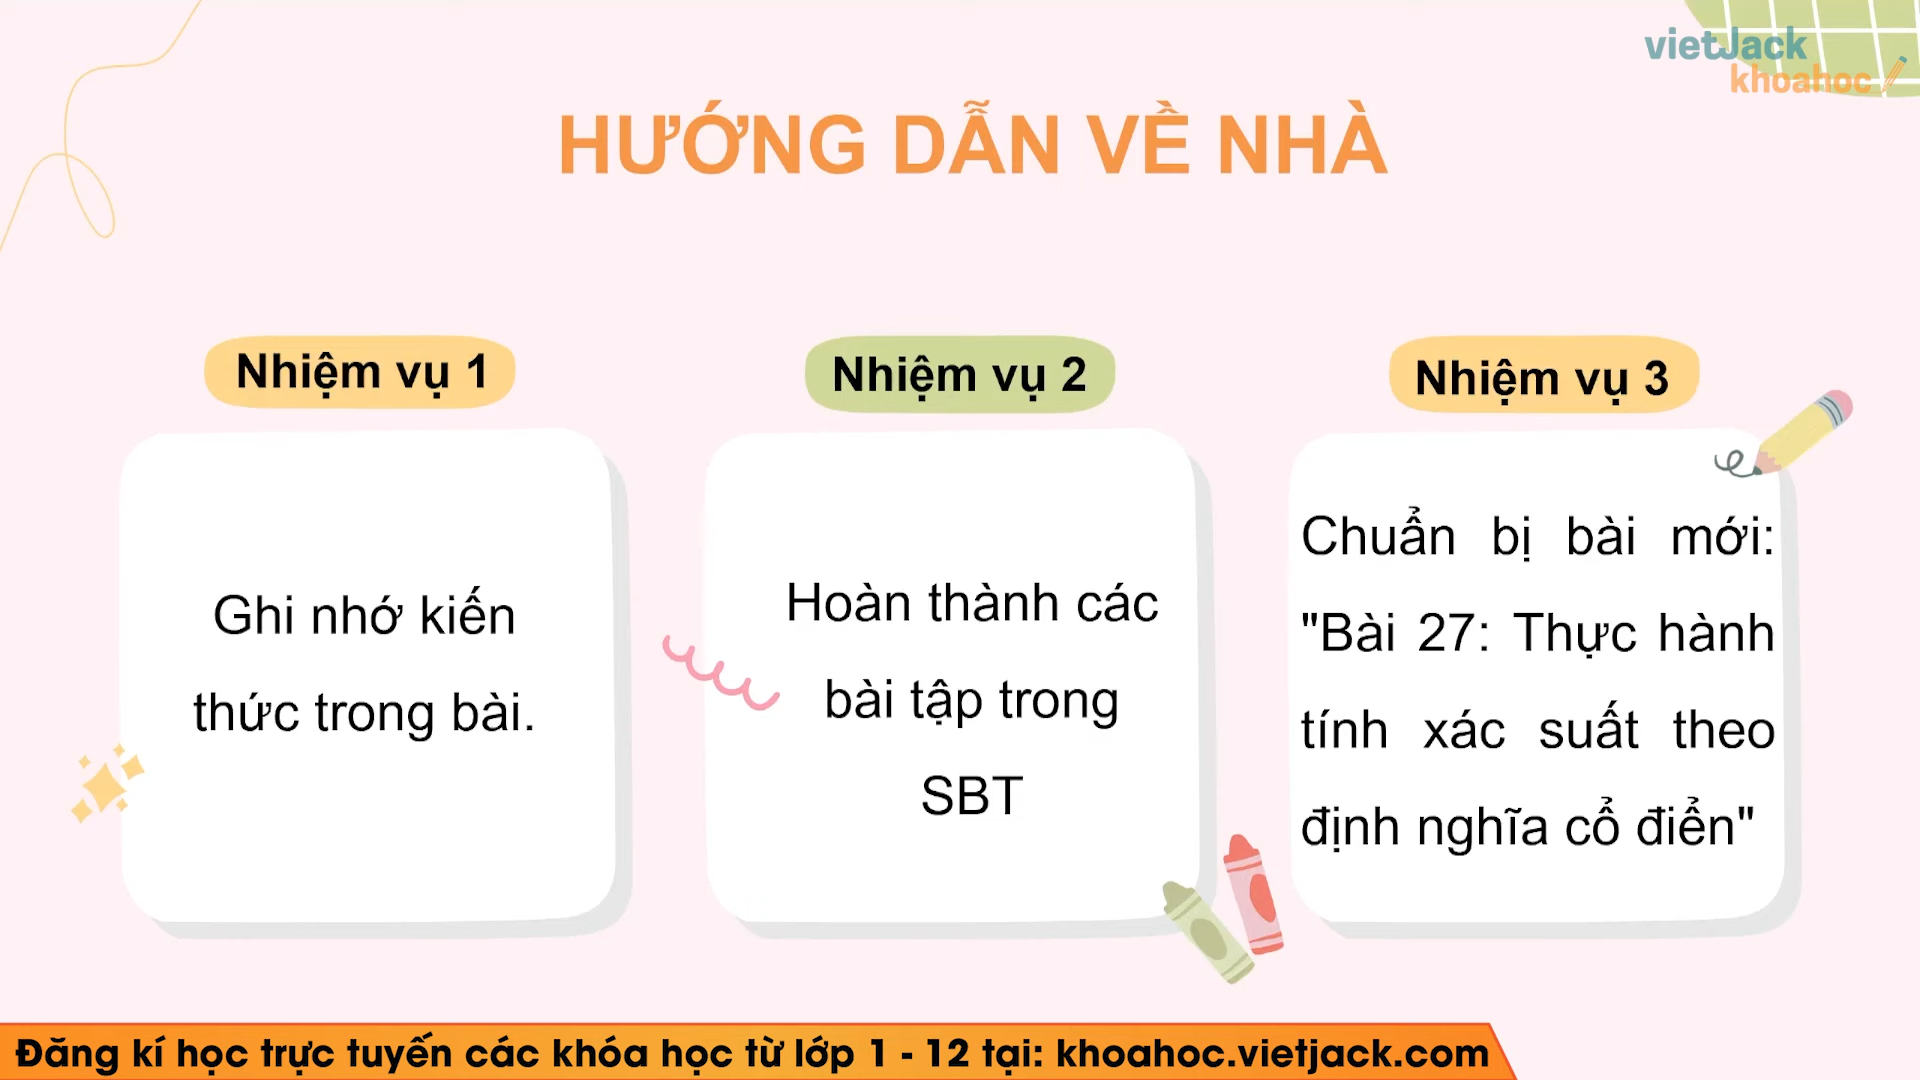 vietJack
khoahoc
HƯỚNG DẪN VỀ NHÀ
Nhiệm vụ 1
Ghi nhớ kiến
thức trong bài.
Nhiệm vụ 2
Hoàn thành các
bài tập trong
SBT
Nhiệm vụ 3
Chuẩn bị bài mới:
"Bài 27: Thực hành
tính xác suất theo
định nghĩa cổ điển"
Đăng kí học trực tuyến các khóa học từ lớp 1 - 12 tại: khoahoc.vietjack.com